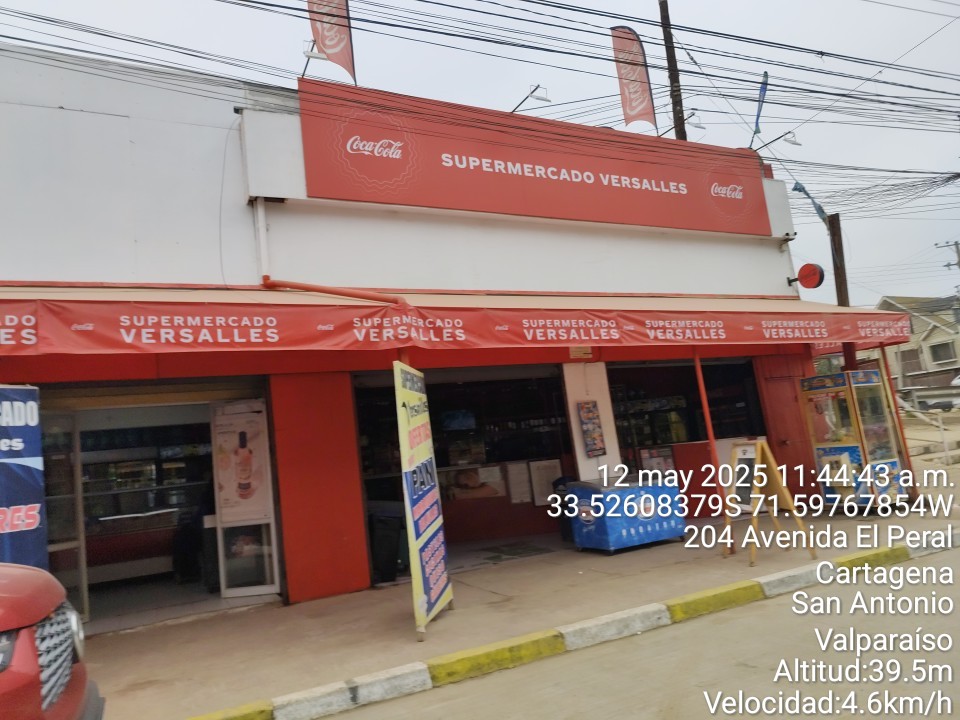 Coca-Cola
SUPERMERCADO VERSALLES
Coca-Cola
SUPERMERCADO
VERSALLES
SUPERMERCADO
VERSALLES
SUPERMERCADO
VERSALLES
SUPERMERCADO
VERSALLES
SUPERMERCADO
VERSALLES
SUPERMERCADO
VERSALLES
Versalles
PAN
12 may 2025 11:44:43 a.m.
33.52608379S 71.59767854W
204 Avenida El Peral
Cartagena
San Antonio
Valparaíso
Altitud:39.5m
Velocidad:4.6km/h